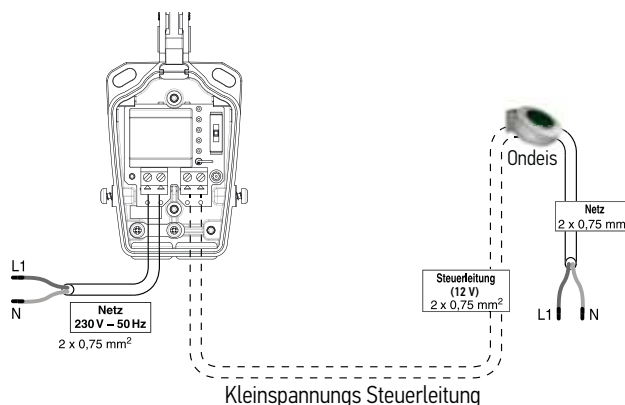 Ondeis
Netz
2 x 0,75 mm
L1
N
Netz
230 V – 50 Hz
2 x 0,75 mm²
Steuerleitung
(12 V)
2 x 0,75 mm²
L1
N
Kleinspannungs Steuerleitung